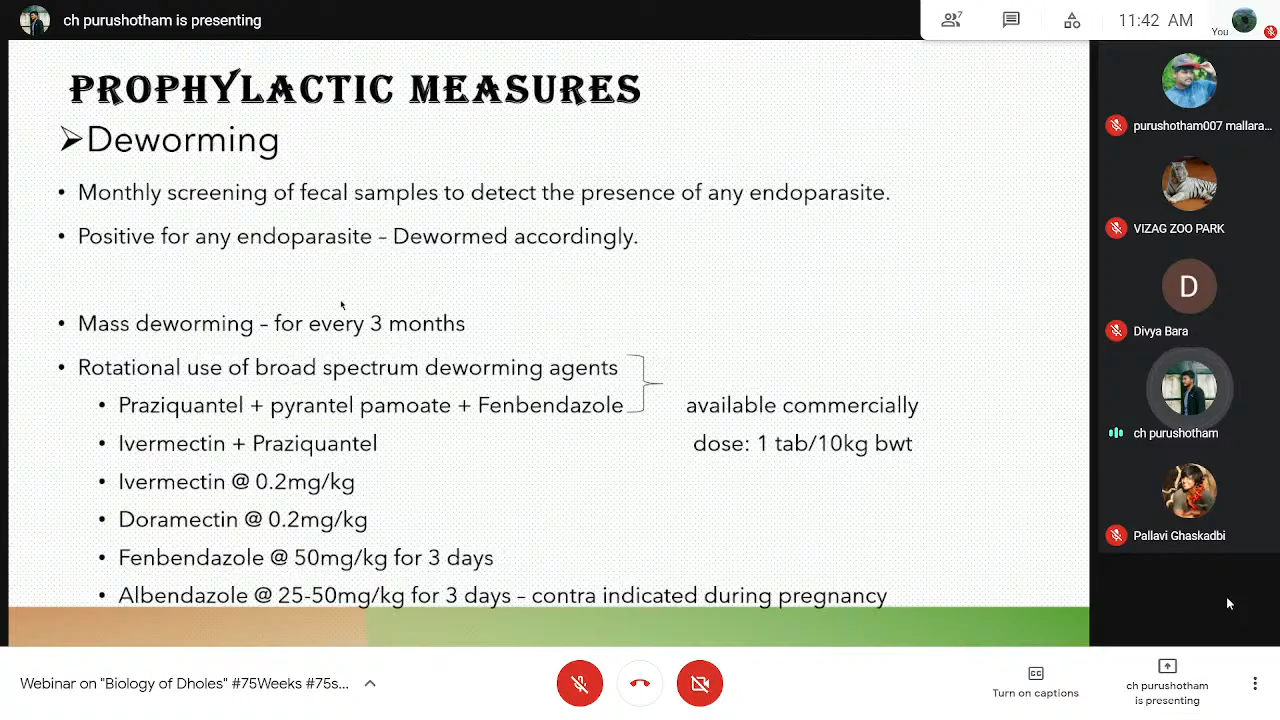 ch purushotham is presenting
7
11:42 AM
You
PROPHYLACTIC MEASURES
➢Deworming
• Monthly screening of fecal samples to detect the presence of any endoparasite.
• Positive for any endoparasite – Dewormed accordingly.
• Mass deworming – for every 3 months
• Rotational use of broad spectrum deworming agents
• Praziquantel + pyrantel pamoate + Fenbendazole available commercially
• Ivermectin + Praziquantel dose: 1 tab/10kg bwt
• Ivermectin @ 0.2mg/kg
• Doramectin @ 0.2mg/kg
• Fenbendazole @ 50mg/kg for 3 days
• Albendazole @ 25-50mg/kg for 3 days – contra indicated during pregnancy
purushotham007 mallara...
VIZAG ZOO PARK
D
Divya Bara
ch purushotham
Pallavi Ghaskadbi
Webinar on "Biology of Dholes" #75Weeks #75s...
CC
Turn on captions
ch purushotham
is presenting